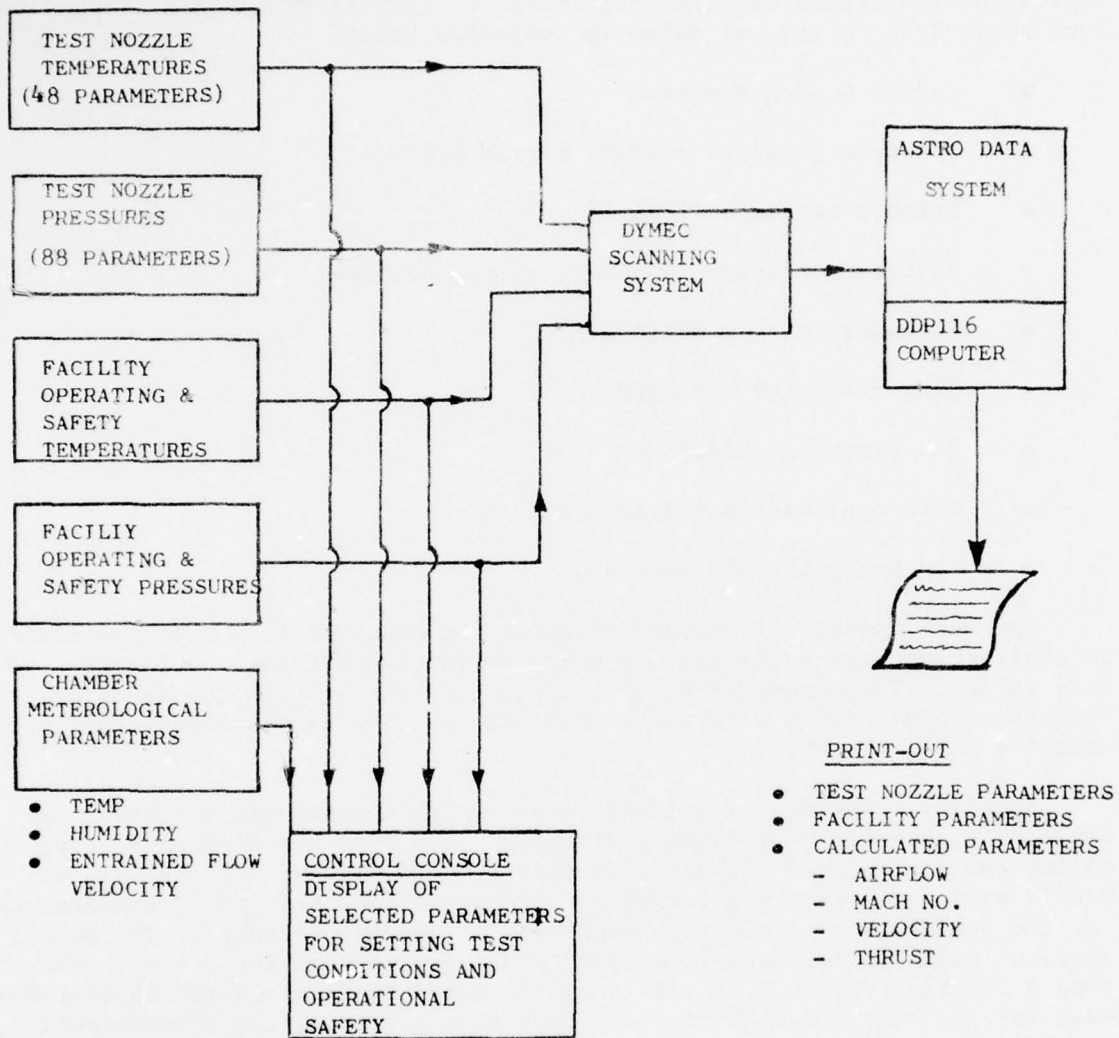 TEST NOZZLE
TEMPERATURES
(48 PARAMETERS)
TEST NOZZLE
PRESSURES
(88 PARAMETERS)
FACILITY
OPERATING &
SAFETY
TEMPERATURES
FACILIY
OPERATING &
SAFETY PRESSURES
CHAMBER
METEROLOGICAL
PARAMETERS
● TEMP
● HUMIDITY
● ENTRAINED FLOW
VELOCITY
DYMEC
SCANNING
SYSTEM
ASTRO DATA
SYSTEM
DDP116
COMPUTER
CONTROL CONSOLE
DISPLAY OF
SELECTED PARAMETERS
FOR SETTING TEST
CONDITIONS AND
OPERATIONAL
SAFETY
PRINT-OUT
● TEST NOZZLE PARAMETERS
● FACILITY PARAMETERS
● CALCULATED PARAMETERS
- AIRFLOW
- MACH NO.
- VELOCITY
- THRUST